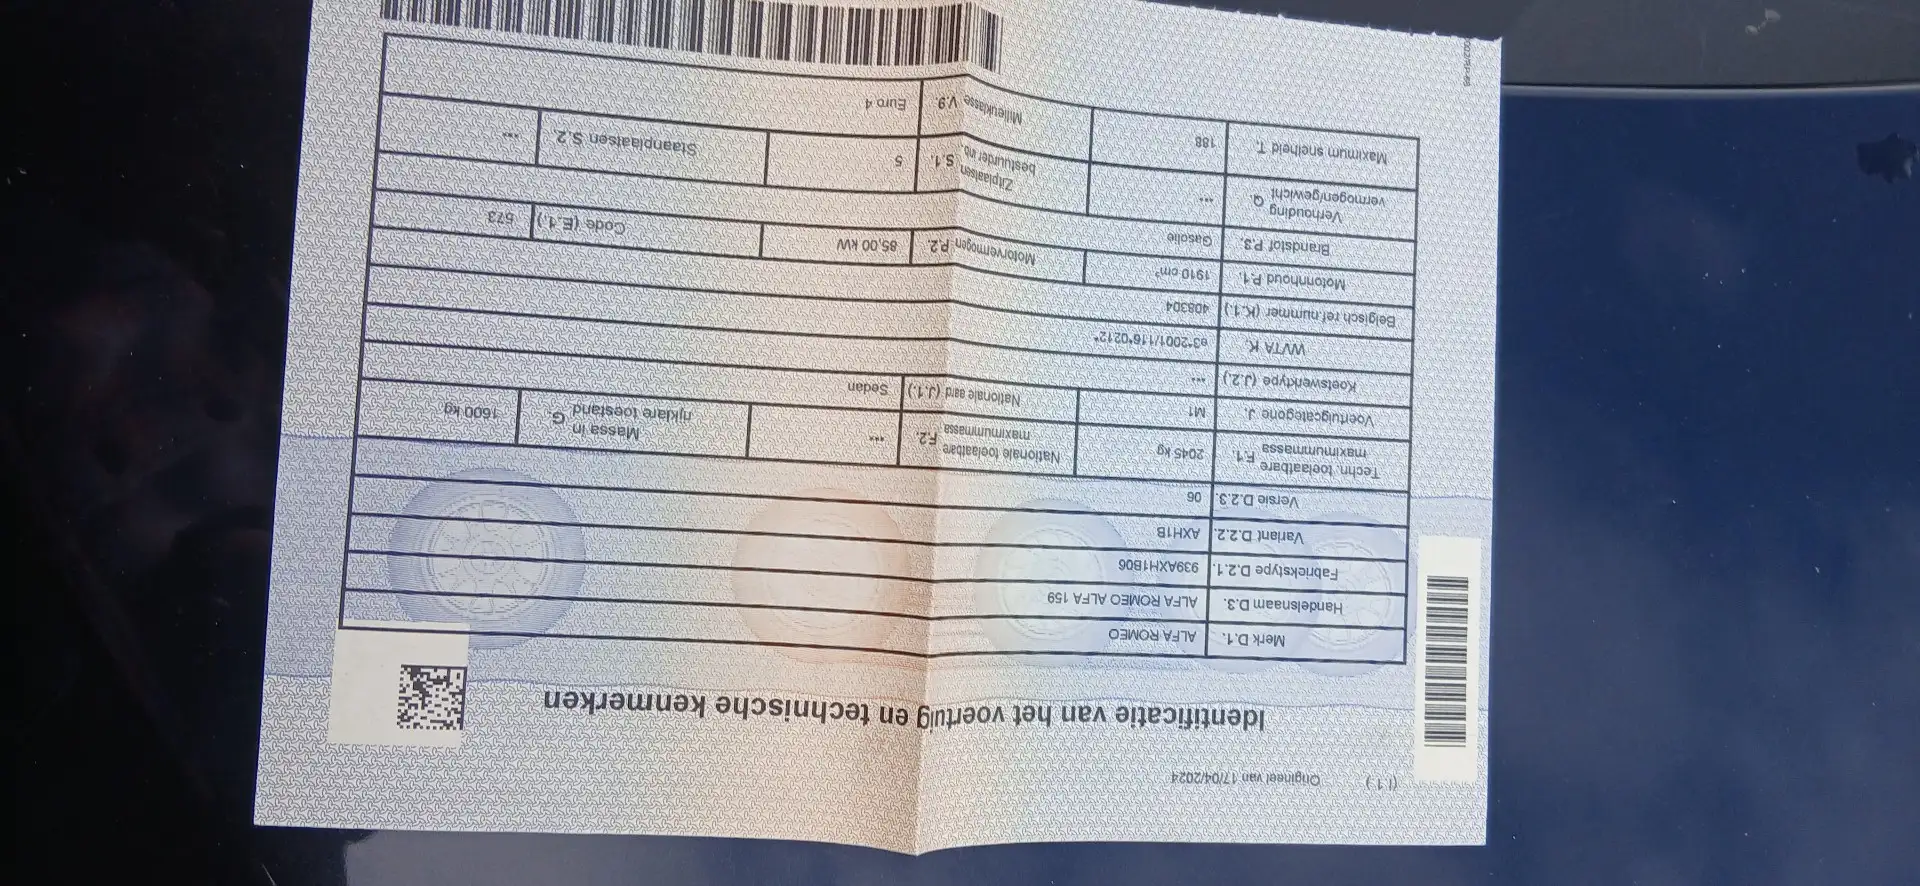 (I.1.) Origineel van 17/04/2024
Identificatie van het voertuig en technische kenmerken
Merk D.1. ALFA ROMEO
Handelsnaam D.3. ALFA ROMEO ALFA 159
Fabriekstype D.2.1. 939AXH1B06
Variant D.2.2. AXH1B
Versie D.2.3. 06
Techn. toelaatbare maximummassa F.1. 2045 kg Nationale toelaatbare maximummassa F.2. *** Massa in rijklare toestand G. 1600 kg
Voertuigcategorie J. M1 Nationale aard (J.1.) Sedan
Koetswerktype (J.2.) ***
WVTA K. e3*2001/116*0212*
Belgisch ref.nummer (K.1.) 408304
Motorinhoud P.1. 1910 cm³ Motorvermogen P.2. 85,00 kW Code (E.1.) 573
Brandstof P.3. Gasolie
Verhouding vermogen/gewicht Q. *** Zitplaatsen bestuurder inb. S.1. 5 Staanplaatsen S.2. ***
Maximum snelheid T. 188 Milieuklasse V.9. Euro 4